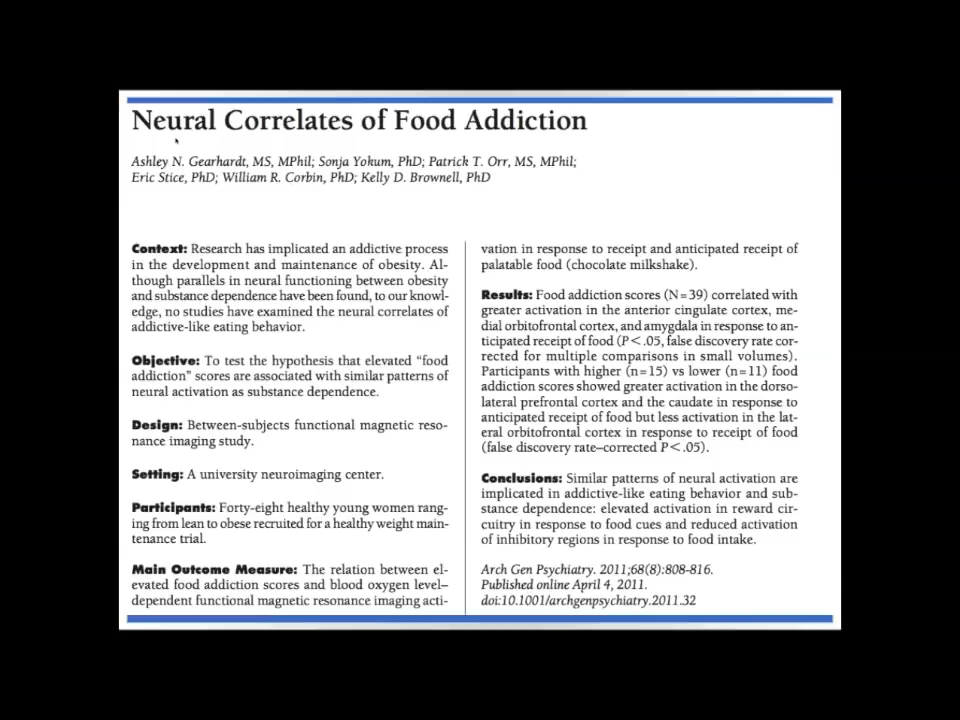 Neural Correlates of Food Addiction
Ashley N. Gearhardt, MS, MPhil; Sonja Yokum, PhD; Patrick T. Orr, MS, MPhil;
Eric Stice, PhD; William R. Corbin, PhD; Kelly D. Brownell, PhD
Context: Research has implicated an addictive process
in the development and maintenance of obesity. Al-
though parallels in neural functioning between obesity
and substance dependence have been found, to our knowl-
edge, no studies have examined the neural correlates of
addictive-like eating behavior.
Objective: To test the hypothesis that elevated “food
addiction” scores are associated with similar patterns of
neural activation as substance dependence.
Design: Between-subjects functional magnetic reso-
nance imaging study.
Setting: A university neuroimaging center.
Participants: Forty-eight healthy young women rang-
ing from lean to obese recruited for a healthy weight main-
tenance trial.
Main Outcome Measure: The relation between el-
evated food addiction scores and blood oxygen level–
dependent functional magnetic resonance imaging acti-
vation in response to receipt and anticipated receipt of
palatable food (chocolate milkshake).
Results: Food addiction scores (N=39) correlated with
greater activation in the anterior cingulate cortex, me-
dial orbitofrontal cortex, and amygdala in response to an-
ticipated receipt of food (P<.05, false discovery rate cor-
rected for multiple comparisons in small volumes).
Participants with higher (n=15) vs lower (n=11) food
addiction scores showed greater activation in the dorso-
lateral prefrontal cortex and the caudate in response to
anticipated receipt of food but less activation in the lat-
eral orbitofrontal cortex in response to receipt of food
(false discovery rate–corrected P<.05).
Conclusions: Similar patterns of neural activation are
implicated in addictive-like eating behavior and sub-
stance dependence: elevated activation in reward cir-
cuitry in response to food cues and reduced activation
of inhibitory regions in response to food intake.
Arch Gen Psychiatry. 2011;68(8):808-816.
Published online April 4, 2011.
doi:10.1001/archgenpsychiatry.2011.32